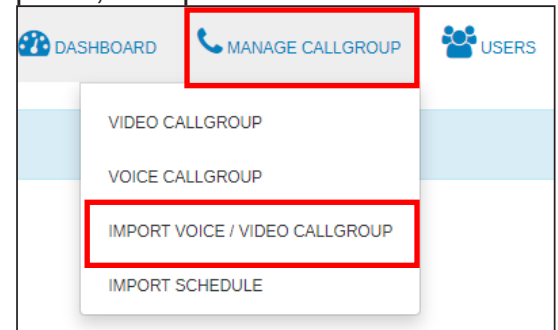 DASHBOARD MANAGE CALLGROUP USERS
VIDEO CALLGROUP
VOICE CALLGROUP
IMPORT VOICE / VIDEO CALLGROUP
IMPORT SCHEDULE